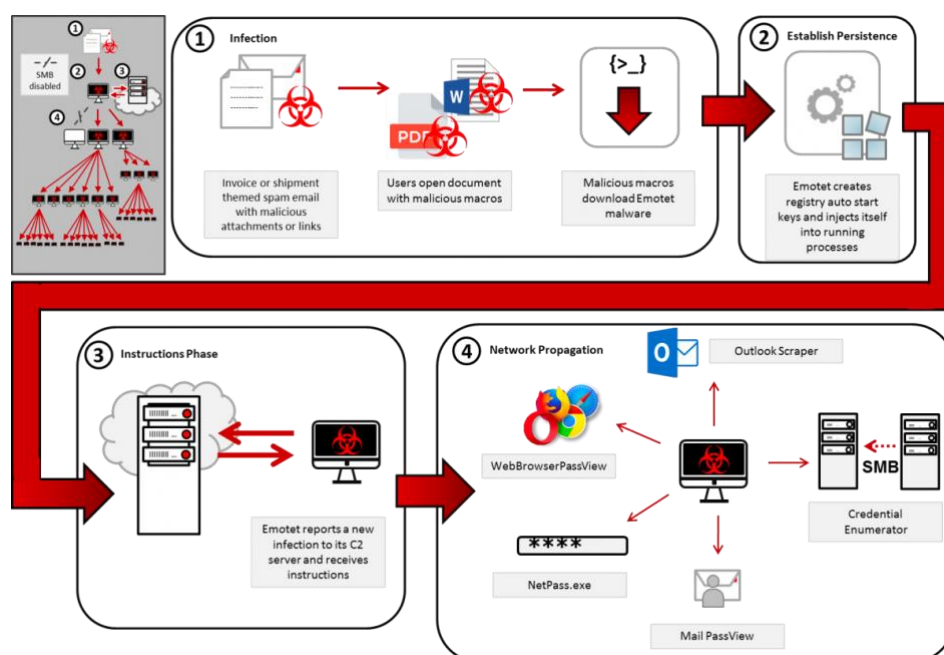 1
-/-
SMB
disabled
2
3
4
1 Infection
W
PDF
{>_}
Invoice or shipment
themed spam email
with malicious
attachments or links
Users open document
with malicious macros
Malicious macros
download Emotet
malware
2 Establish Persistence
Emotet creates
registry auto start
keys and injects itself
into running
processes
3 Instructions Phase
Emotet reports a new
infection to its C2
server and receives
instructions
4 Network Propagation
O
Outlook Scraper
WebBrowserPassView
SMB
Credential
Enumerator
****
NetPass.exe
Mail PassView